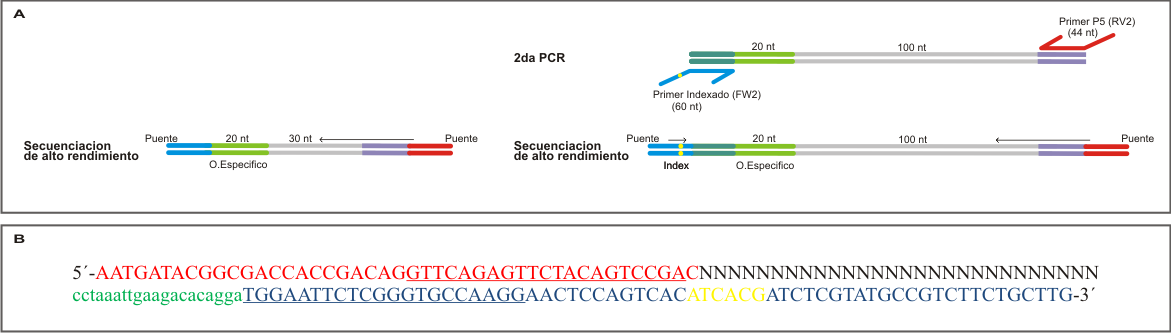 A
Primer P5 (RV2)
(44 nt)
2da PCR
20 nt
100 nt
Primer Indexado (FW2)
(60 nt)
Secuenciacion
de alto rendimiento
Puente
20 nt
30 nt
Puente
O.Especifico
Secuenciacion
de alto rendimiento
Puente
20 nt
100 nt
Puente
Index
O.Especifico
B
5´-AATGATACGGCGACCACCGACAGGTTCAGAGTTCTACAGTCCGACNNNNNNNNNNNNNNNNNNNNNNNNNNNN
cctaaattgaagacacaggaTGGAATTCTCGGGTGCCAAGGAACTCCAGTCACATCACGATCTCGTATGCCGTCTTCTGCTTG-3´